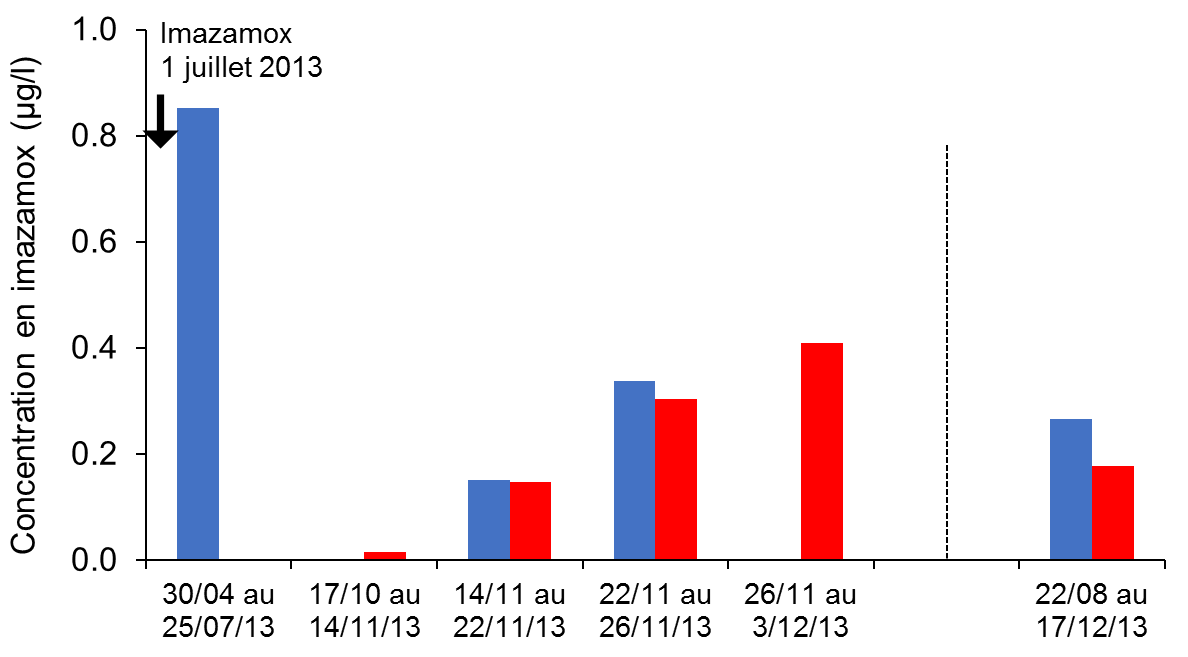 Imazamox
1 juillet 2013
Concentration en imazamox (µg/l)
1.0
0.8
0.6
0.4
0.2
0.0
30/04 au
25/07/13
17/10 au
14/11/13
14/11 au
22/11/13
22/11 au
26/11/13
26/11 au
3/12/13
22/08 au
17/12/13